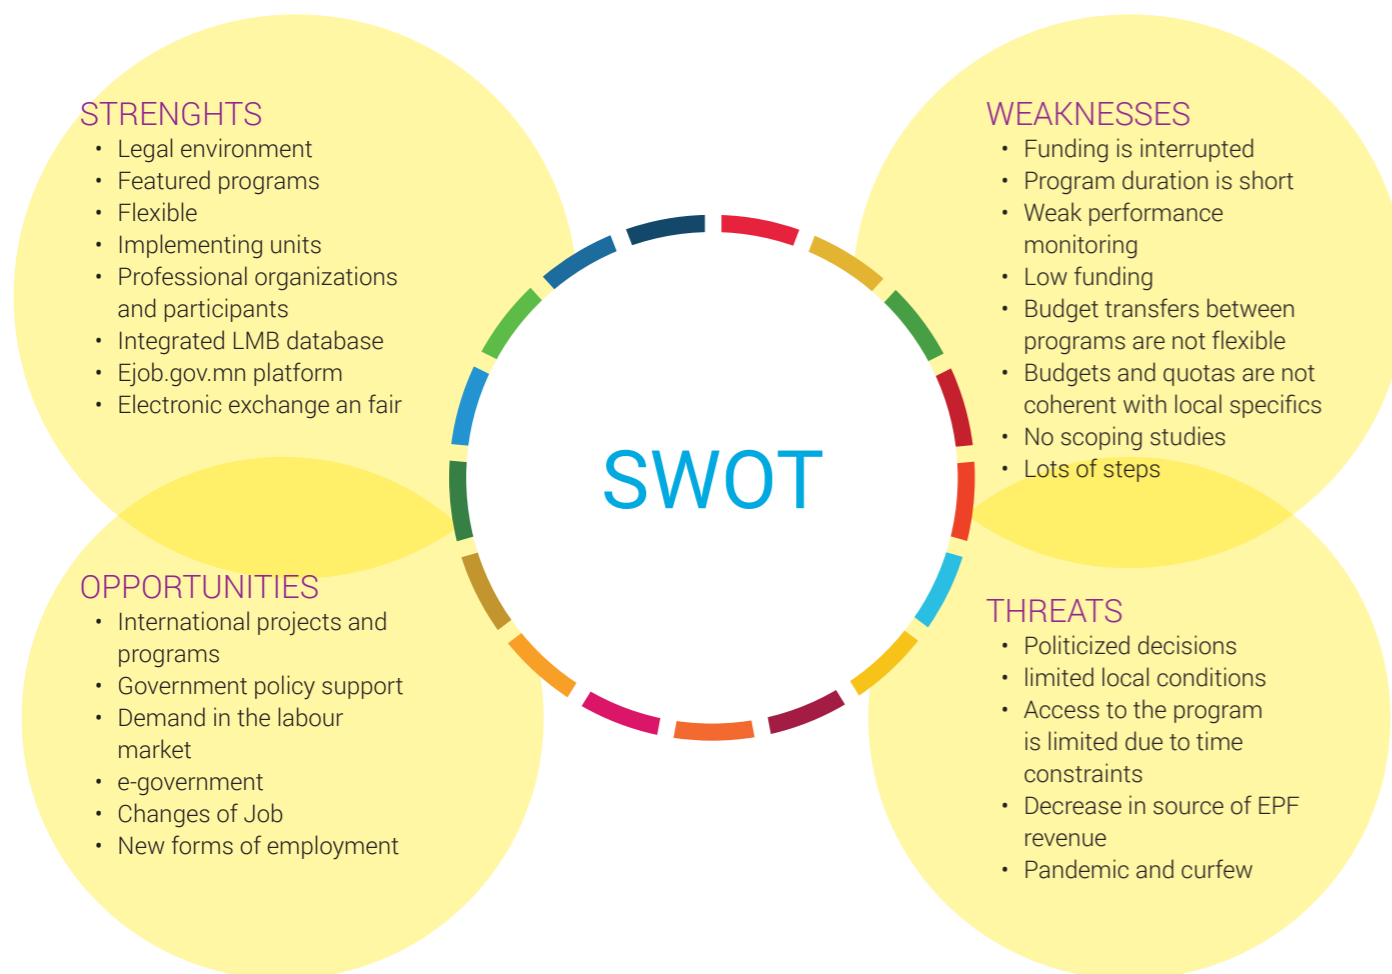 STRENGHTS
• Legal environment
• Featured programs
• Flexible
• Implementing units
• Professional organizations
and participants
• Integrated LMB database
• Ejob.gov.mn platform
• Electronic exchange an fair
WEAKNESSES
• Funding is interrupted
• Program duration is short
• Weak performance
monitoring
• Low funding
• Budget transfers between
programs are not flexible
• Budgets and quotas are not
coherent with local specifics
• No scoping studies
• Lots of steps
SWOT
OPPORTUNITIES
• International projects and
programs
• Government policy support
• Demand in the labour
market
• e-government
• Changes of Job
• New forms of employment
THREATS
• Politicized decisions
• limited local conditions
• Access to the program
is limited due to time
constraints
• Decrease in source of EPF
revenue
• Pandemic and curfew